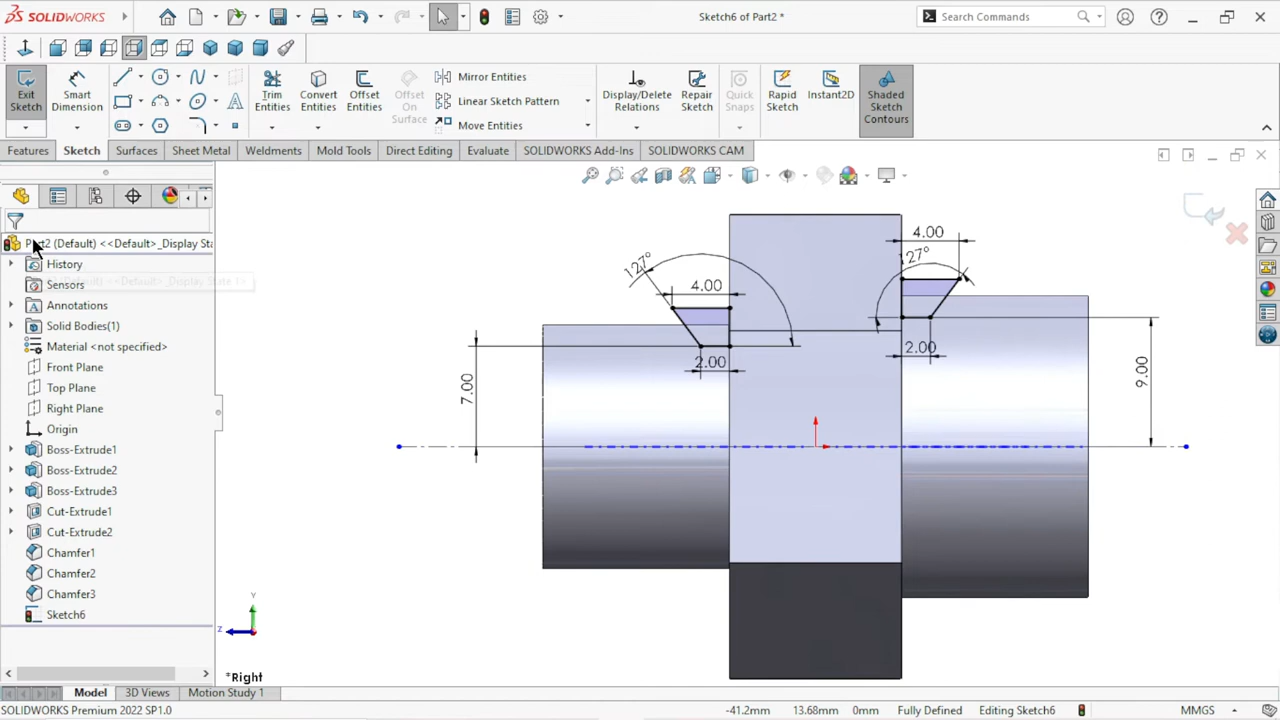 SOLIDWORKS
Sketch6 of Part2 *
Search Commands
Exit Sketch
Smart Dimension
Trim Entities
Convert Entities
Offset Entities
Offset On Surface
Mirror Entities
Linear Sketch Pattern
Move Entities
Display/Delete Relations
Repair Sketch
Quick Snaps
Rapid Sketch
Instant2D
Shaded Sketch Contours
Features
Sketch
Surfaces
Sheet Metal
Weldments
Mold Tools
Direct Editing
Evaluate
SOLIDWORKS Add-Ins
SOLIDWORKS CAM
Part2 (Default) <<Default>_Display Sta
History
Sensors
Annotations
Solid Bodies(1)
Material <not specified>
Front Plane
Top Plane
Right Plane
Origin
Boss-Extrude1
Boss-Extrude2
Boss-Extrude3
Cut-Extrude1
Cut-Extrude2
Chamfer1
Chamfer2
Chamfer3
Sketch6
127°
4.00
2.00
7.00
4.00
127°
2.00
9.00
Y
Z
*Right
Model
3D Views
Motion Study 1
SOLIDWORKS Premium 2022 SP1.0
-41.2mm
13.68mm
0mm
Fully Defined
Editing Sketch6
MMGS